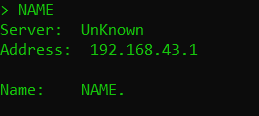 > NAME
Server:  UnKnown
Address:  192.168.43.1

Name:    NAME.